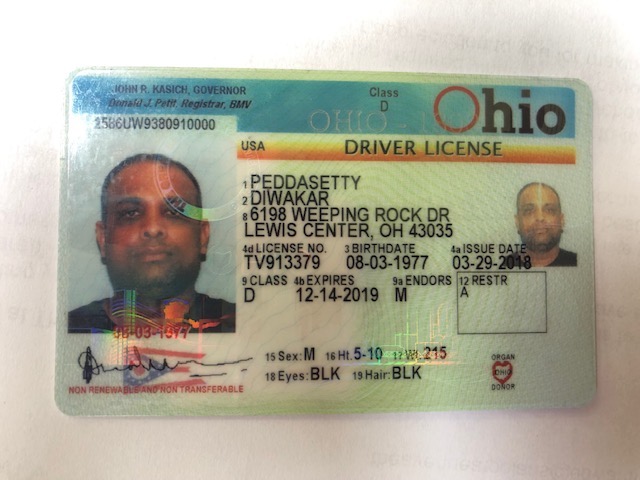 JOHN R. KASICH, GOVERNOR
Donald J. Petit, Registrar, BMV
Class
D
Ohio
2586UW9380910000
USA
DRIVER LICENSE
1 PEDDASETTY
2 DIWAKAR
8 6198 WEEPING ROCK DR
LEWIS CENTER, OH 43035
4d LICENSE NO. 3 BIRTHDATE 4a ISSUE DATE
TV913379 08-03-1977 03-29-2018
9 CLASS 4b EXPIRES 9a ENDORS 12 RESTR
D 12-14-2019 M A
08-03-1977
15 Sex: M 16 Ht. 5-10 17 Wt. 215
18 Eyes: BLK 19 Hair: BLK
ORGAN
OHIO
DONOR
NON RENEWABLE AND NON TRANSFERABLE